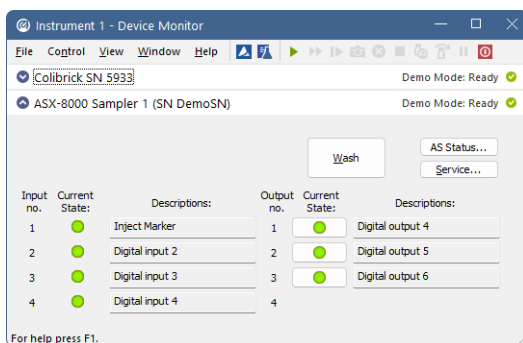 Instrument 1 - Device Monitor
File Control View Window Help
Colibrick SN 5933 Demo Mode: Ready
ASX-8000 Sampler 1 (SN DemoSN) Demo Mode: Ready
Wash
AS Status...
Service...
Input no. Current State: Descriptions: Output no. Current State: Descriptions:
1 Inject Marker 1 Digital output 4
2 Digital input 2 2 Digital output 5
3 Digital input 3 3 Digital output 6
4 Digital input 4 4
For help press F1.